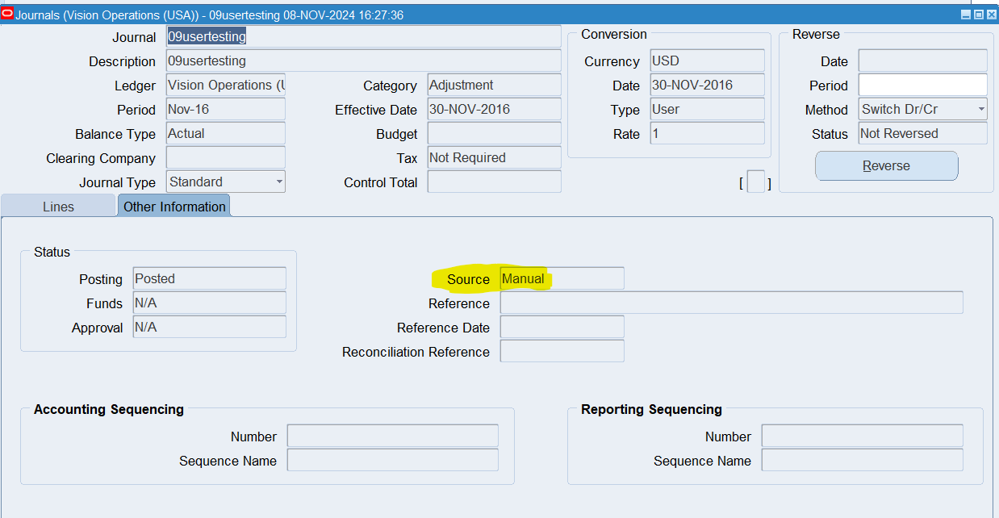 Journals (Vision Operations (USA)) - 09usertesting 08-NOV-2024 16:27:36
Journal 09usertesting
Description 09usertesting
Ledger Vision Operations (U
Period Nov-16
Balance Type Actual
Clearing Company
Journal Type Standard
Category Adjustment
Effective Date 30-NOV-2016
Budget
Tax Not Required
Control Total
Conversion
Currency USD
Date 30-NOV-2016
Type User
Rate 1
Reverse
Date
Period
Method Switch Dr/Cr
Status Not Reversed
Reverse
[ ]
Lines
Other Information
Status
Posting Posted
Funds N/A
Approval N/A
Source Manual
Reference
Reference Date
Reconciliation Reference
Accounting Sequencing
Number
Sequence Name
Reporting Sequencing
Number
Sequence Name